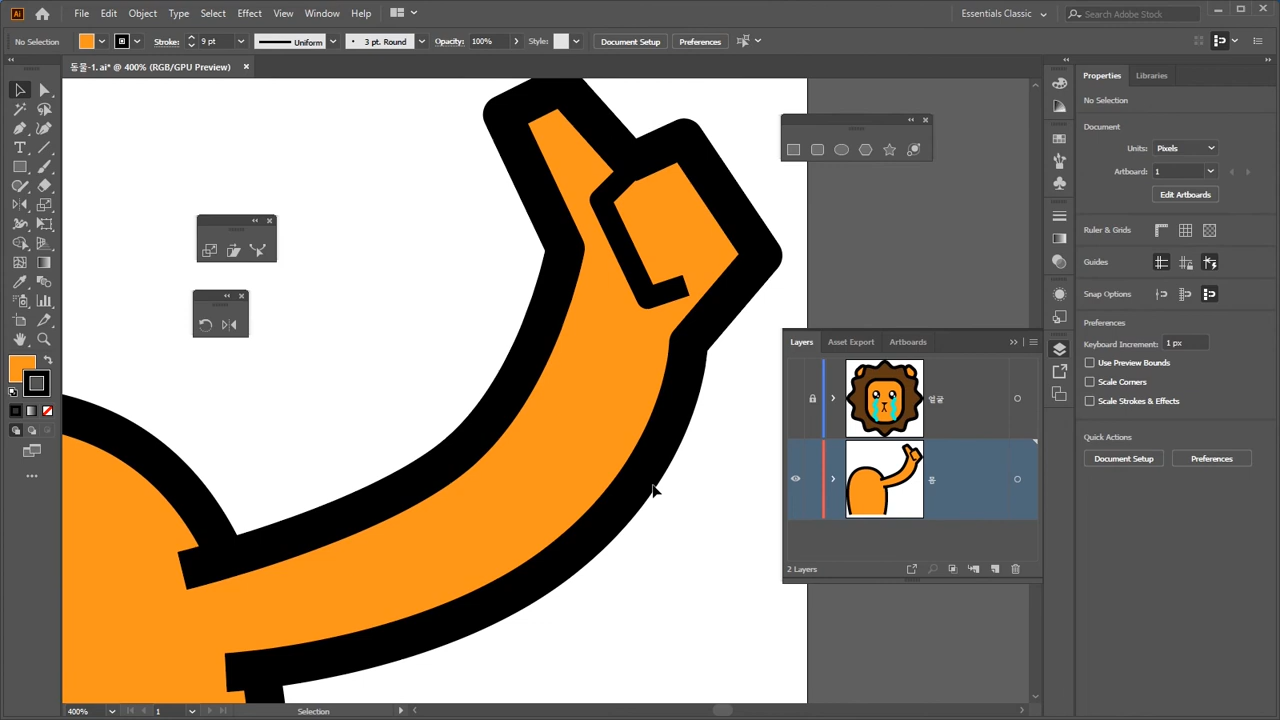 Ai File Edit Object Type Select Effect View Window Help Essentials Classic Search Adobe Stock
No Selection Stroke: 9 pt Uniform 3 pt. Round Opacity: 100% Style: Document Setup Preferences
동물-1.ai* @ 400% (RGB/GPU Preview)
Properties Libraries
No Selection
Document
Units: Pixels
Artboard: 1
Edit Artboards
Ruler & Grids
Guides
Snap Options
Preferences
Keyboard Increment: 1 px
Use Preview Bounds
Scale Corners
Scale Strokes & Effects
Quick Actions
Document Setup Preferences
Layers Asset Export Artboards
얼굴
몸
2 Layers
400% 1 Selection